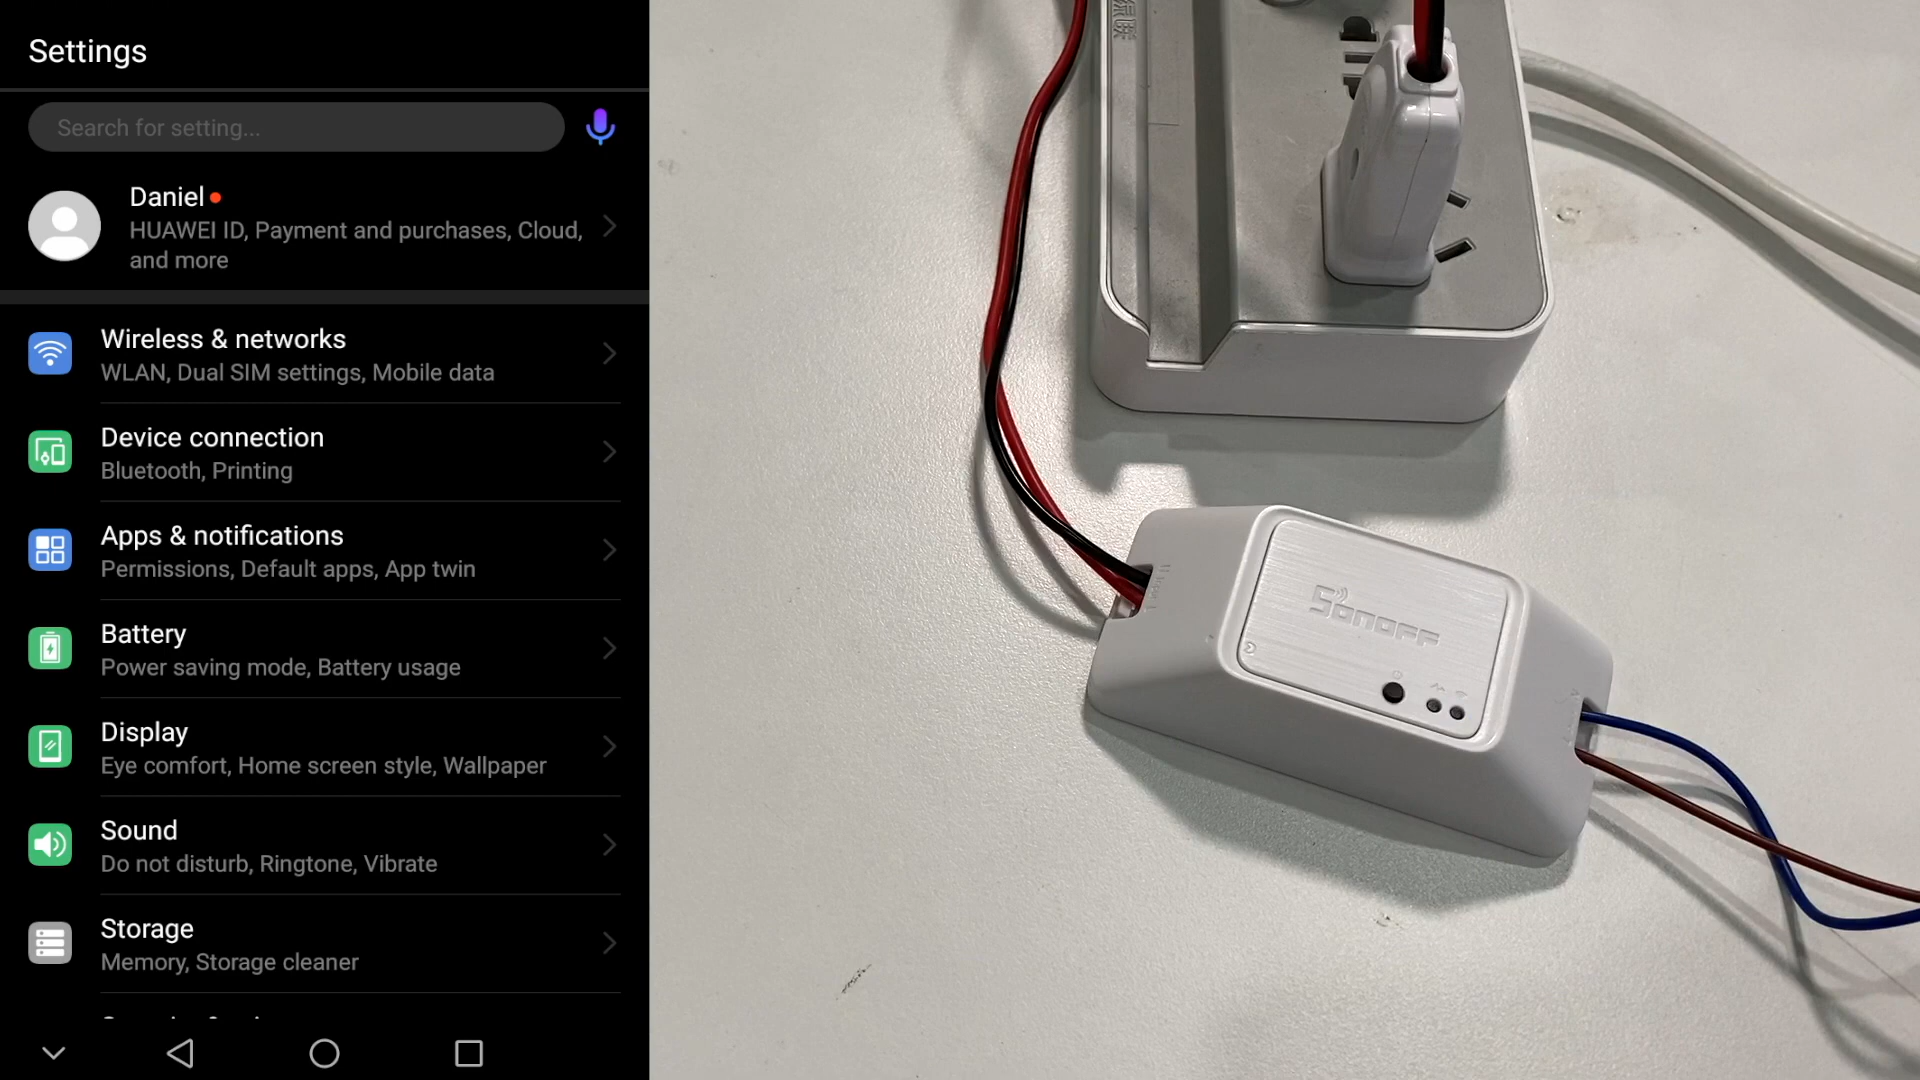 Settings
Search for setting...
Daniel
HUAWEI ID, Payment and purchases, Cloud,
and more
Wireless & networks
WLAN, Dual SIM settings, Mobile data
Device connection
Bluetooth, Printing
Apps & notifications
Permissions, Default apps, App twin
Battery
Power saving mode, Battery usage
Display
Eye comfort, Home screen style, Wallpaper
Sound
Do not disturb, Ringtone, Vibrate
Storage
Memory, Storage cleaner
SONOFF